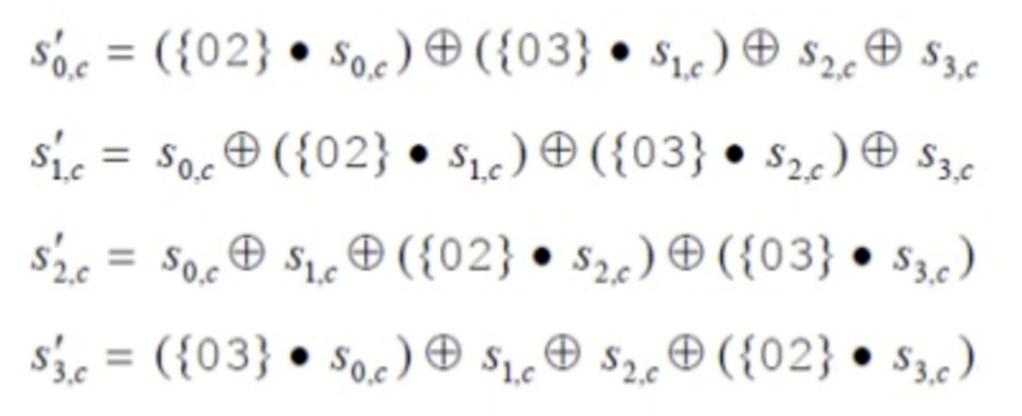 s′0,c = ({02} • s0,c) ⊕ ({03} • s1,c) ⊕ s2,c ⊕ s3,c
s′1,c = s0,c ⊕ ({02} • s1,c) ⊕ ({03} • s2,c) ⊕ s3,c
s′2,c = s0,c ⊕ s1,c ⊕ ({02} • s2,c) ⊕ ({03} • s3,c)
s′3,c = ({03} • s0,c) ⊕ s1,c ⊕ s2,c ⊕ ({02} • s3,c)